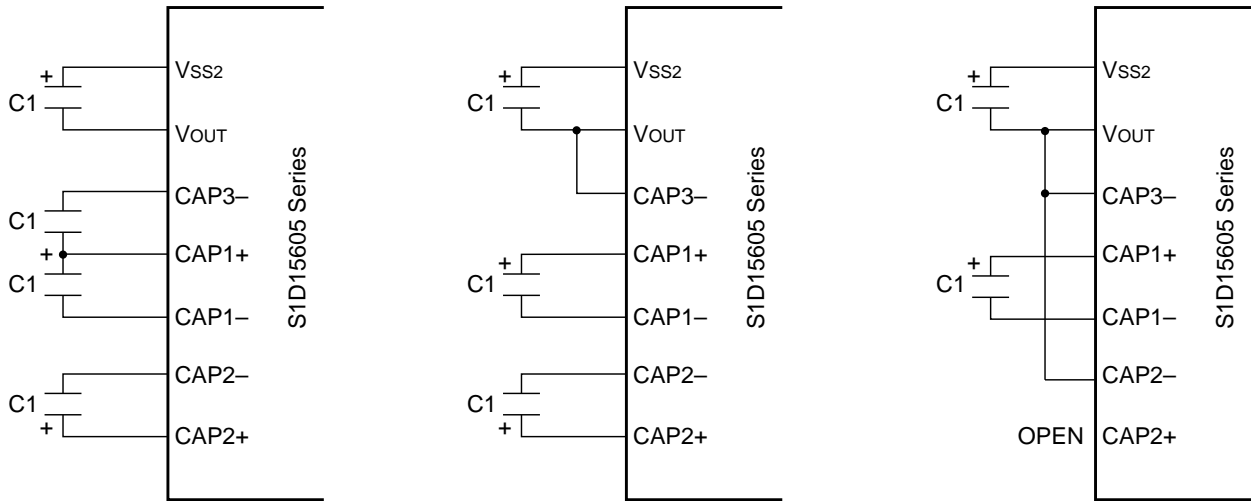 +
C1
VSS2
VOUT
C1
CAP3–
+
CAP1+
C1
CAP1–
CAP2–
C1
+
CAP2+
S1D15605 Series
+
C1
VSS2
VOUT
CAP3–
+
C1
CAP1+
CAP1–
CAP2–
C1
+
CAP2+
S1D15605 Series
+
C1
VSS2
VOUT
CAP3–
+
C1
CAP1+
CAP1–
CAP2–
OPEN CAP2+
S1D15605 Series